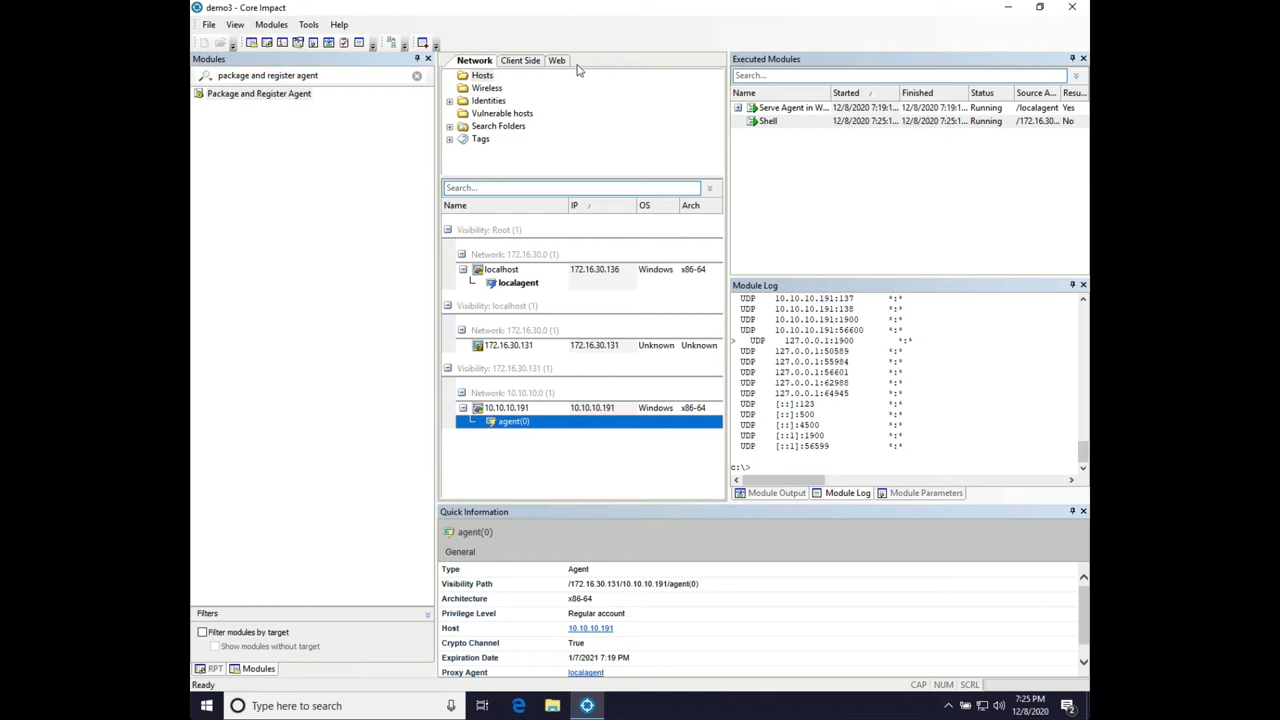 demo3 - Core Impact
File View Modules Tools Help
Modules
package and register agent
Package and Register Agent
Filters
Filter modules by target
Show modules without target
RPT Modules
Ready
Network Client Side Web
Hosts
Wireless
Identities
Vulnerable hosts
Search Folders
Tags
Search...
Name IP OS Arch
Visibility: Root (1)
Network: 172.16.30.0 (1)
localhost 172.16.30.136 Windows x86-64
localagent
Visibility: localhost (1)
Network: 172.16.30.0 (1)
172.16.30.131 172.16.30.131 Unknown Unknown
Visibility: 172.16.30.131 (1)
Network: 10.10.10.0 (1)
10.10.10.191 10.10.10.191 Windows x86-64
agent(0)
Executed Modules
Search...
Name Started Finished Status Source A... Resu...
Serve Agent in W... 12/8/2020 7:19:1... 12/8/2020 7:19:1... Running /localagent Yes
Shell 12/8/2020 7:25:1... 12/8/2020 7:25:1... Running /172.16.30... No
Module Log
UDP 10.10.10.191:137 *:*
UDP 10.10.10.191:138 *:*
UDP 10.10.10.191:1900 *:*
UDP 10.10.10.191:56600 *:*
> UDP 127.0.0.1:1900 *:*
UDP 127.0.0.1:50589 *:*
UDP 127.0.0.1:55984 *:*
UDP 127.0.0.1:56601 *:*
UDP 127.0.0.1:62988 *:*
UDP 127.0.0.1:64945 *:*
UDP [::]:123 *:*
UDP [::]:500 *:*
UDP [::]:4500 *:*
UDP [::1]:1900 *:*
UDP [::1]:56599 *:*
c:\>
Module Output Module Log Module Parameters
Quick Information
agent(0)
General
Type Agent
Visibility Path /172.16.30.131/10.10.10.191/agent(0)
Architecture x86-64
Privilege Level Regular account
Host 10.10.10.191
Crypto Channel True
Expiration Date 1/7/2021 7:19 PM
Proxy Agent localagent
CAP NUM SCRL
Type here to search
7:25 PM
12/8/2020
2